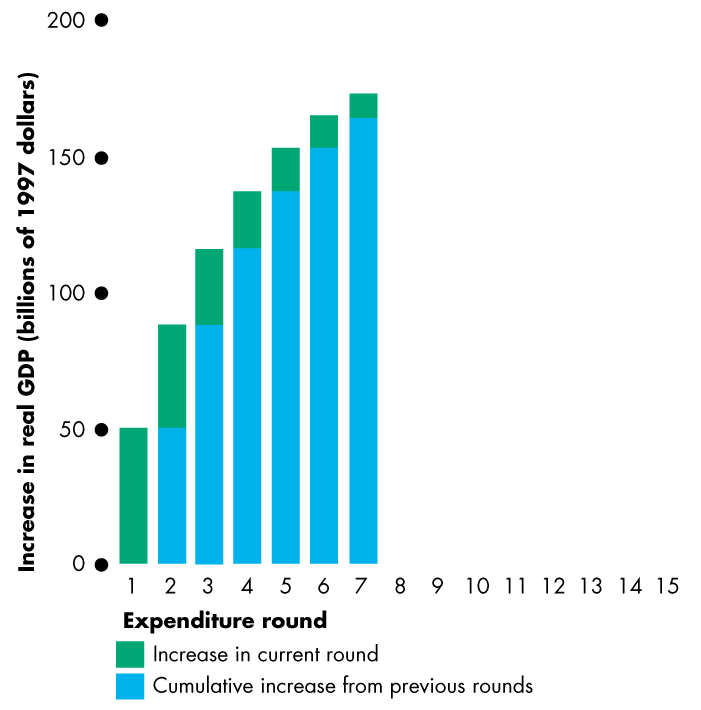 200
150
100
50
0
Increase in real GDP (billions of 1997 dollars)
1 2 3 4 5 6 7 8 9 10 11 12 13 14 15
Expenditure round
Increase in current round
Cumulative increase from previous rounds